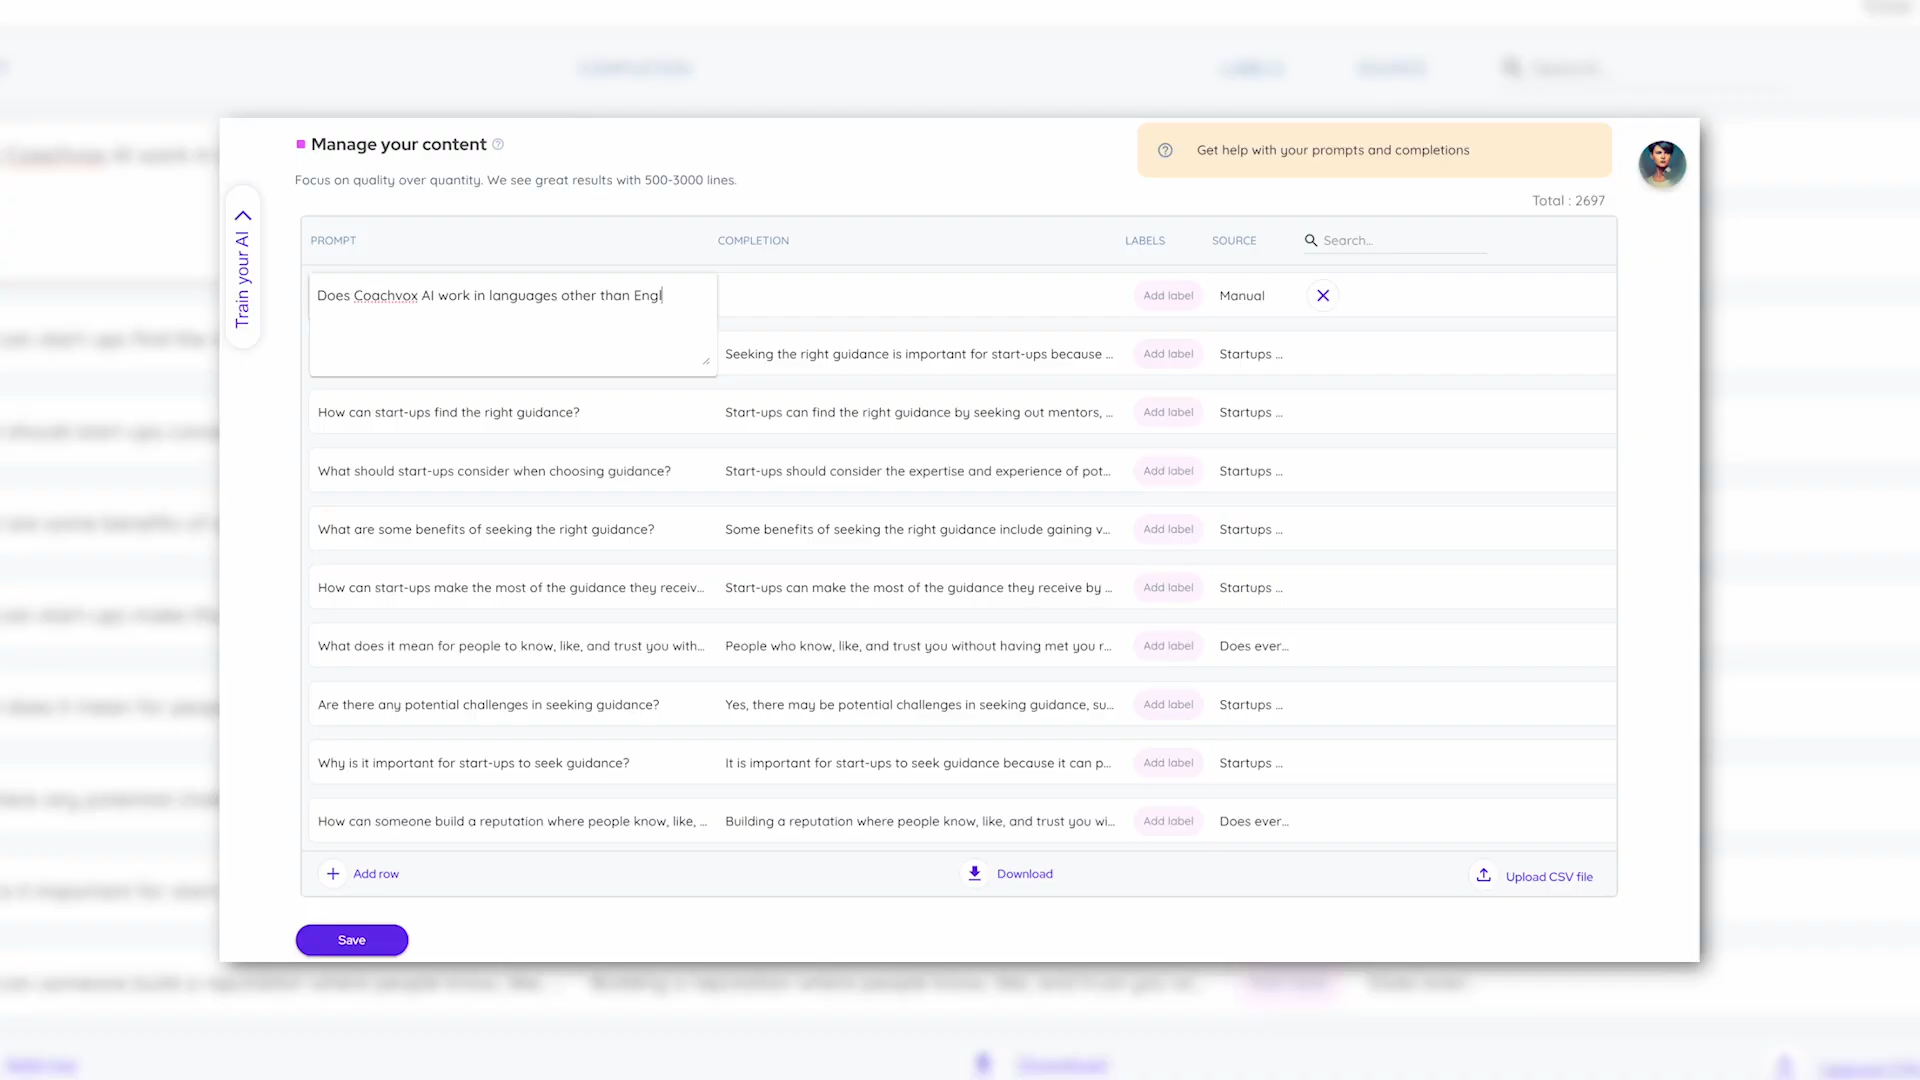 Manage your content
Get help with your prompts and completions
Focus on quality over quantity. We see great results with 500-3000 lines.
Total : 2697
Train your AI
PROMPT COMPLETION LABELS SOURCE Search...
Does Coachvox AI work in languages other than Engl Add label Manual
Seeking the right guidance is important for start-ups because ... Add label Startups ...
How can start-ups find the right guidance? Start-ups can find the right guidance by seeking out mentors, ... Add label Startups ...
What should start-ups consider when choosing guidance? Start-ups should consider the expertise and experience of pot... Add label Startups ...
What are some benefits of seeking the right guidance? Some benefits of seeking the right guidance include gaining v... Add label Startups ...
How can start-ups make the most of the guidance they receiv... Start-ups can make the most of the guidance they receive by ... Add label Startups ...
What does it mean for people to know, like, and trust you with... People who know, like, and trust you without having met you r... Add label Does ever...
Are there any potential challenges in seeking guidance? Yes, there may be potential challenges in seeking guidance, su... Add label Startups ...
Why is it important for start-ups to seek guidance? It is important for start-ups to seek guidance because it can p... Add label Startups ...
How can someone build a reputation where people know, like, ... Building a reputation where people know, like, and trust you wi... Add label Does ever...
Add row Download Upload CSV file
Save